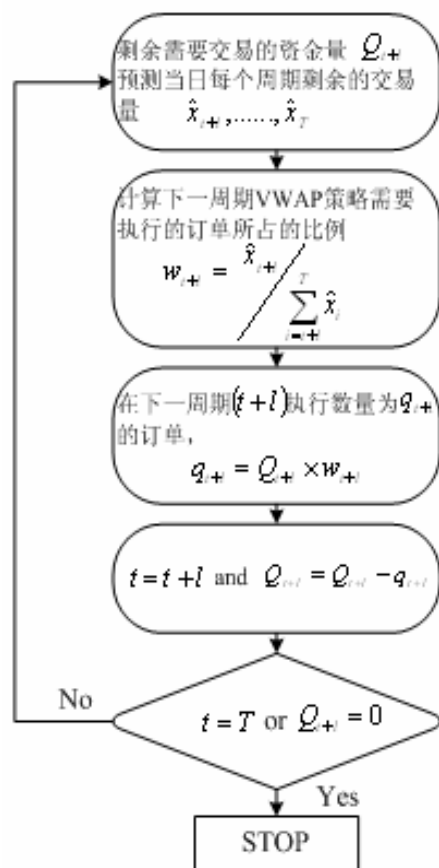 剩余需要交易的资金量 Q_{t+l}
预测当日每个周期剩余的交易
量 x̂_{t+l},......,x̂_T
计算下一周期VWAP策略需要
执行的订单所占的比例
w_{t+l} = x̂_{t+l} / \sum_{i=t+l}^{T} x̂_i
在下一周期(t+l)执行数量为q_{t+l}
的订单,
q_{t+l} = Q_{t+l} × w_{t+l}
t = t+l and Q_{t+l} = Q_{t+l} − q_{t+l}
No
t = T or Q_{t+l} = 0
Yes
STOP